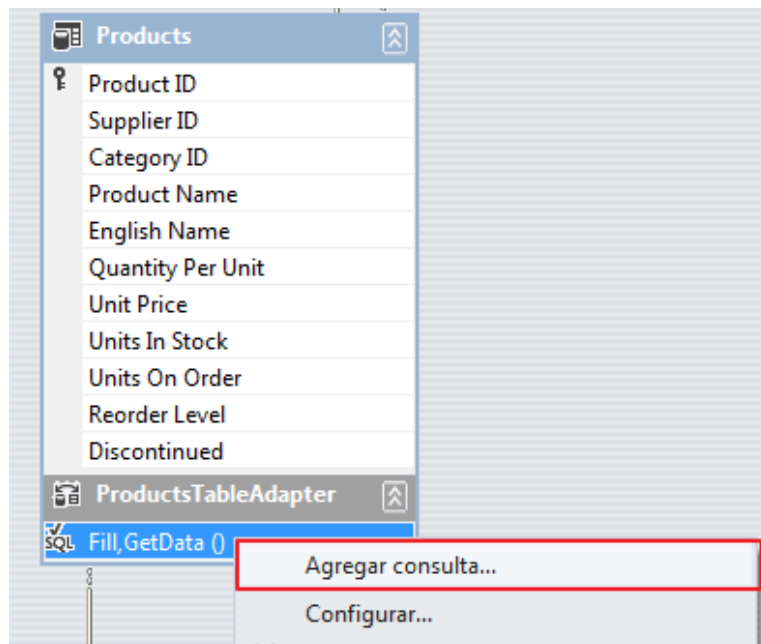 Products
Product ID
Supplier ID
Category ID
Product Name
English Name
Quantity Per Unit
Unit Price
Units In Stock
Units On Order
Reorder Level
Discontinued
ProductsTableAdapter
SQL Fill,GetData ()
Agregar consulta...
Configurar...